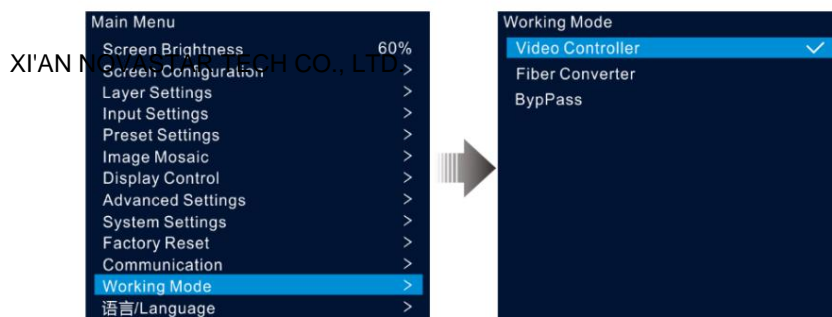 Main Menu
Screen Brightness 60%
XI'AN NOVASTAR TECH CO., LTD.
Screen Configuration >
Layer Settings >
Input Settings >
Preset Settings >
Image Mosaic >
Display Control >
Advanced Settings >
System Settings >
Factory Reset >
Communication >
Working Mode >
语言/Language >
Working Mode
Video Controller ✓
Fiber Converter
BypPass